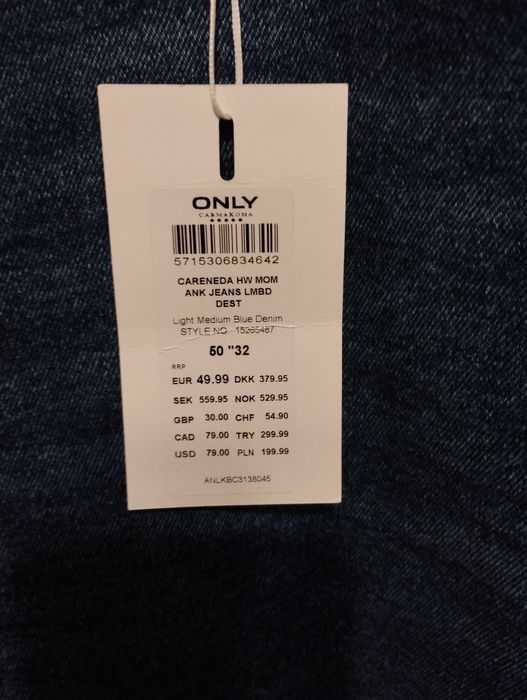 ONLY
CARMAKOMA
5715306834642
CARENEDA HW MOM
ANK JEANS LMBD
DEST
Light Medium Blue Denim
STYLE NO. 15265487
50 "32
RRP
EUR 49.99 DKK 379.95
SEK 559.95 NOK 529.95
GBP 30.00 CHF 54.90
CAD 79.00 TRY 299.99
USD 79.00 PLN 199.99
ANLKBC3138045